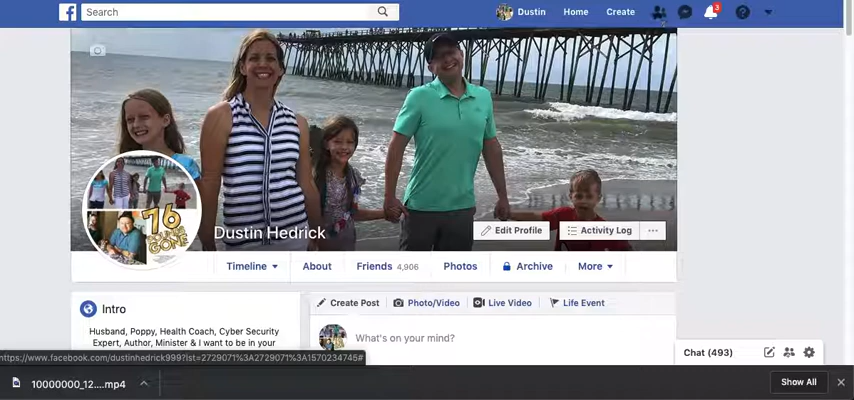 f Search Dustin Home Create 3
76
GONE
Dustin Hedrick
Edit Profile Activity Log ...
Timeline About Friends 4,906 Photos Archive More
Intro
Create Post Photo/Video Live Video Life Event
Husband, Poppy, Health Coach, Cyber Security
Expert, Author, Minister & I want to be in your
What's on your mind?
Chat (493)
https://www.facebook.com/dustinhedrick999?lst=2729071%3A2729071%3A1570234745#
10000000_12....mp4
Show All